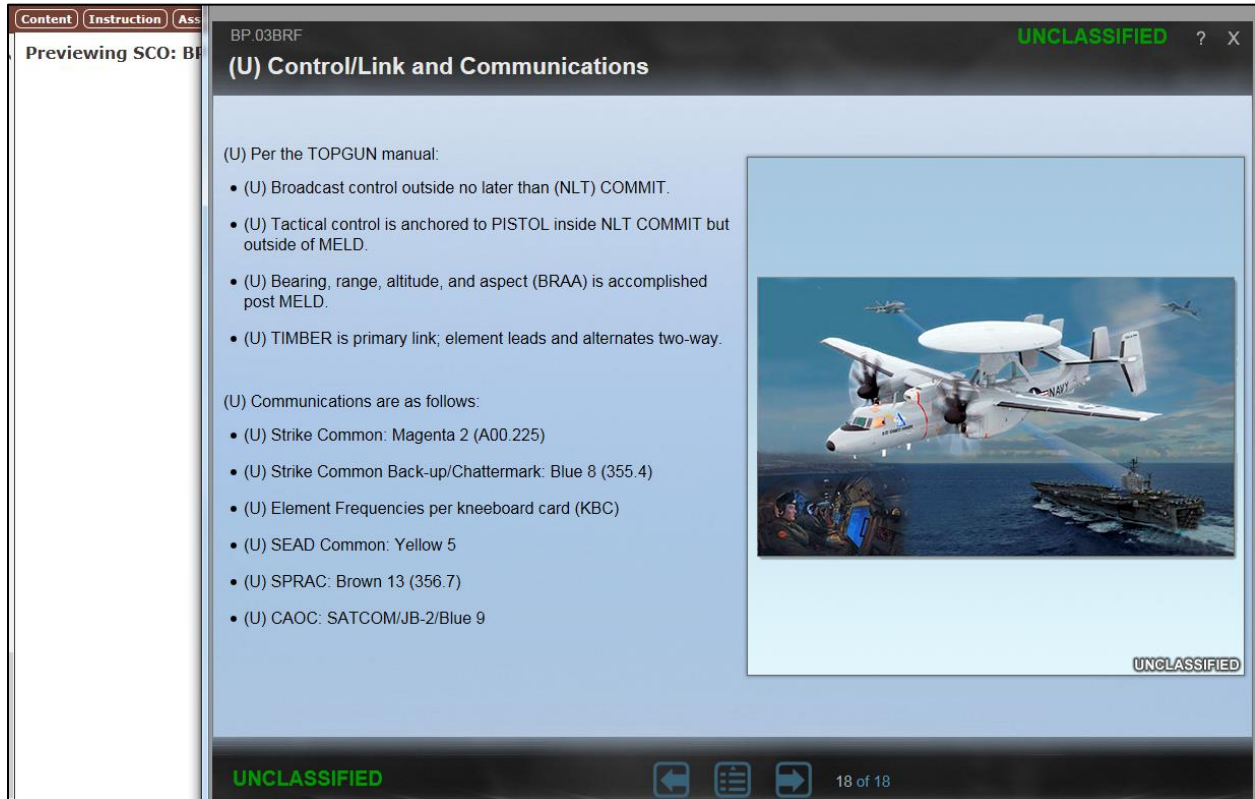 Content Instruction Ass
Previewing SCO: BP
BP.03BRF
UNCLASSIFIED ? X
(U) Control/Link and Communications
(U) Per the TOPGUN manual:
• (U) Broadcast control outside no later than (NLT) COMMIT.
• (U) Tactical control is anchored to PISTOL inside NLT COMMIT but
outside of MELD.
• (U) Bearing, range, altitude, and aspect (BRAA) is accomplished
post MELD.
• (U) TIMBER is primary link; element leads and alternates two-way.
(U) Communications are as follows:
• (U) Strike Common: Magenta 2 (A00.225)
• (U) Strike Common Back-up/Chattermark: Blue 8 (355.4)
• (U) Element Frequencies per kneeboard card (KBC)
• (U) SEAD Common: Yellow 5
• (U) SPRAC: Brown 13 (356.7)
• (U) CAOC: SATCOM/JB-2/Blue 9
NAVY
UNCLASSIFIED
UNCLASSIFIED
18 of 18